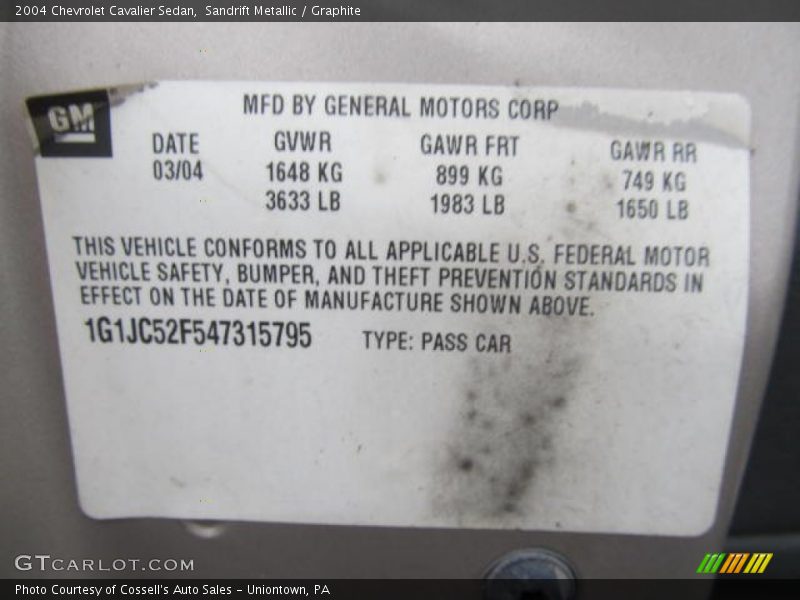 2004 Chevrolet Cavalier Sedan,  Sandrift Metallic / Graphite
GM
MFD BY GENERAL MOTORS CORP
DATE GVWR GAWR FRT GAWR RR
03/04 1648 KG 899 KG 749 KG
3633 LB 1983 LB 1650 LB
THIS VEHICLE CONFORMS TO ALL APPLICABLE U.S. FEDERAL MOTOR
VEHICLE SAFETY, BUMPER, AND THEFT PREVENTION STANDARDS IN
EFFECT ON THE DATE OF MANUFACTURE SHOWN ABOVE.
1G1JC52F547315795 TYPE: PASS CAR
GTCARLOT.COM
Photo Courtesy of Cossell's Auto Sales - Uniontown, PA